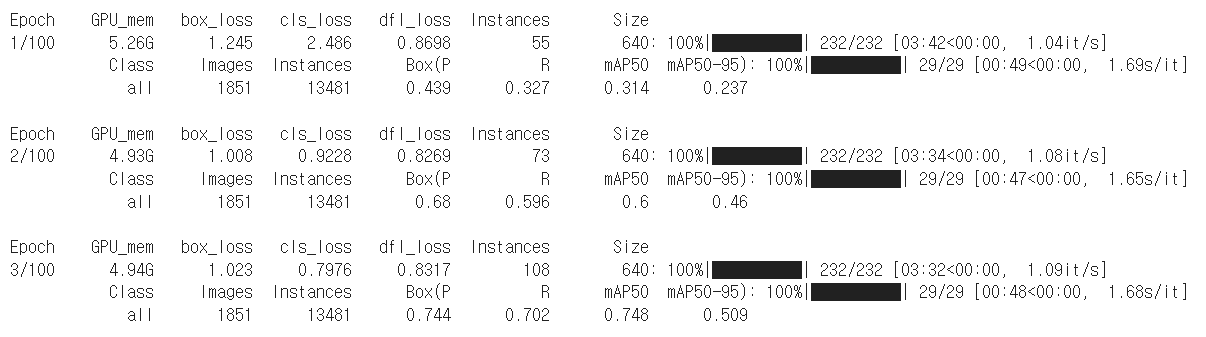 Epoch GPU_mem box_loss cls_loss dfl_loss Instances Size
1/100 5.26G 1.245 2.486 0.8698 55 640: 100%|██████████| 232/232 [03:42<00:00, 1.04it/s]
Class Images Instances Box(P R mAP50 mAP50-95): 100%|██████████| 29/29 [00:49<00:00, 1.69s/it]
all 1851 13481 0.439 0.327 0.314 0.237
Epoch GPU_mem box_loss cls_loss dfl_loss Instances Size
2/100 4.93G 1.008 0.9228 0.8269 73 640: 100%|██████████| 232/232 [03:34<00:00, 1.08it/s]
Class Images Instances Box(P R mAP50 mAP50-95): 100%|██████████| 29/29 [00:47<00:00, 1.65s/it]
all 1851 13481 0.68 0.596 0.6 0.46
Epoch GPU_mem box_loss cls_loss dfl_loss Instances Size
3/100 4.94G 1.023 0.7976 0.8317 108 640: 100%|██████████| 232/232 [03:32<00:00, 1.09it/s]
Class Images Instances Box(P R mAP50 mAP50-95): 100%|██████████| 29/29 [00:48<00:00, 1.68s/it]
all 1851 13481 0.744 0.702 0.748 0.509